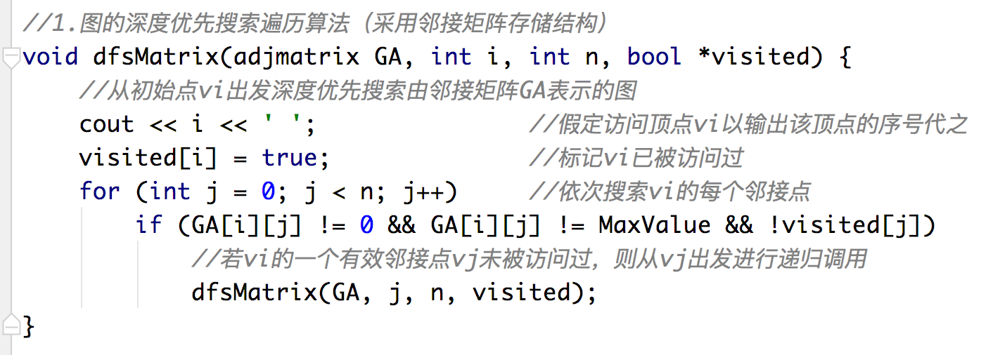 //1.图的深度优先搜索遍历算法（采用邻接矩阵存储结构）
void dfsMatrix(adjmatrix GA, int i, int n, bool *visited) {
    //从初始点vi出发深度优先搜索由邻接矩阵GA表示的图
    cout << i << ' ';               //假定访问顶点vi以输出该顶点的序号代之
    visited[i] = true;              //标记vi已被访问过
    for (int j = 0; j < n; j++)     //依次搜索vi的每个邻接点
        if (GA[i][j] != 0 && GA[i][j] != MaxValue && !visited[j])
            //若vi的一个有效邻接点vj未被访问过，则从vj出发进行递归调用
            dfsMatrix(GA, j, n, visited);
}